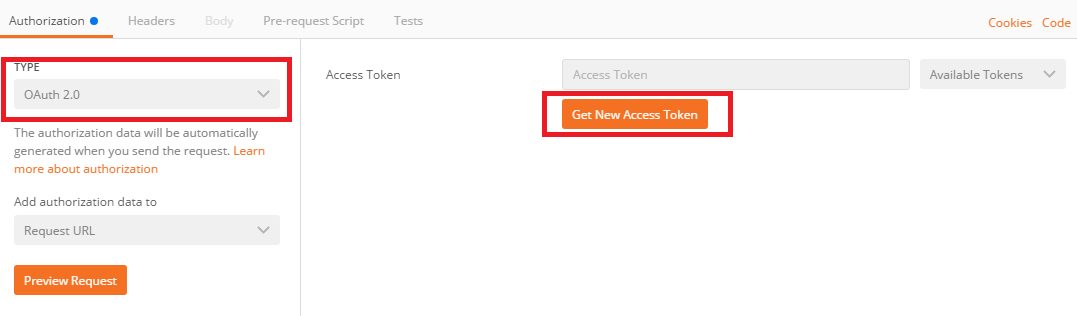 Authorization
Headers
Body
Pre-request Script
Tests
Cookies
Code
TYPE
OAuth 2.0
The authorization data will be automatically
generated when you send the request. Learn
more about authorization
Add authorization data to
Request URL
Preview Request
Access Token
Access Token
Available Tokens
Get New Access Token